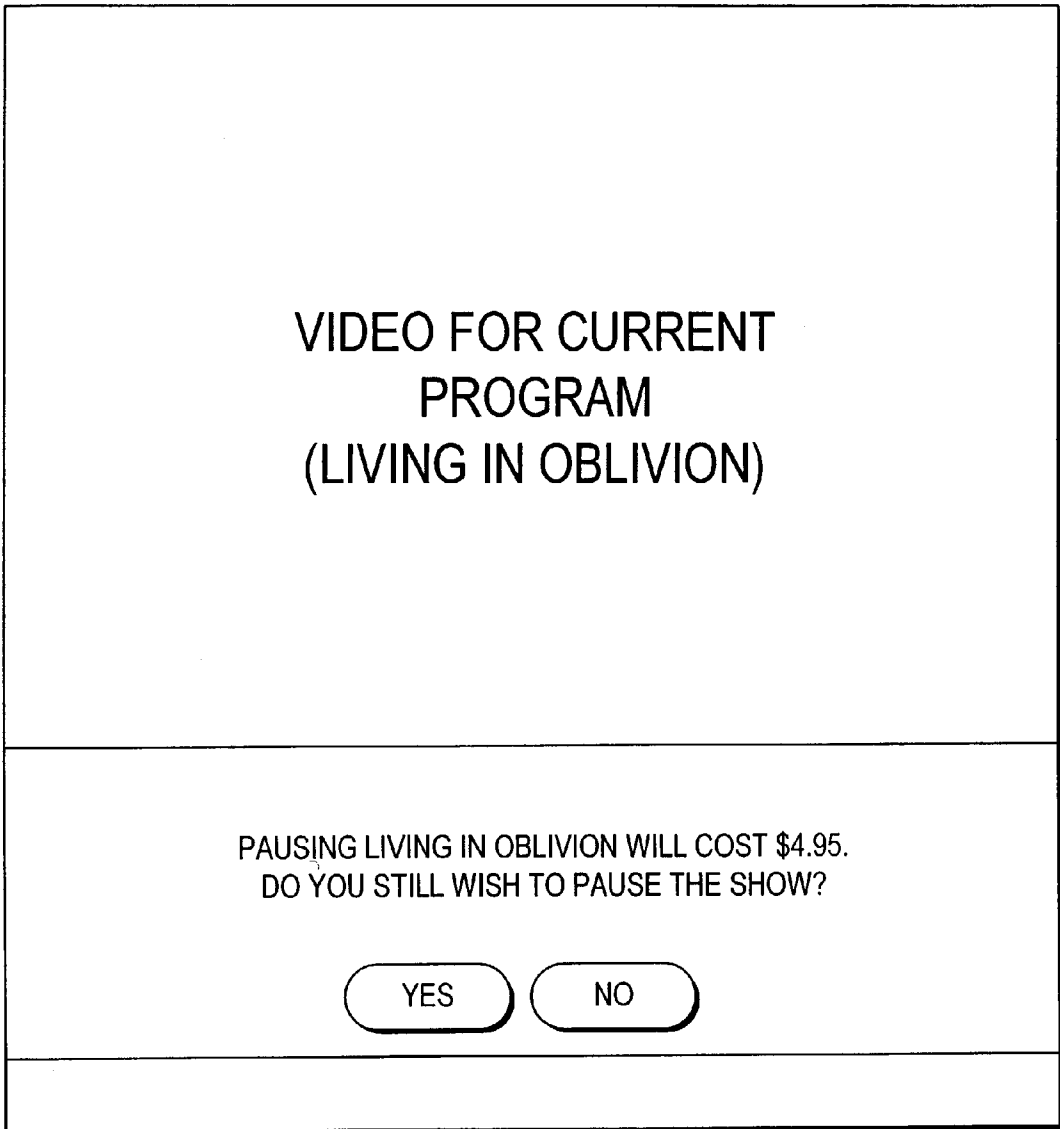 VIDEO FOR CURRENT
PROGRAM
(LIVING IN OBLIVION)
PAUSING LIVING IN OBLIVION WILL COST $4.95.
DO YOU STILL WISH TO PAUSE THE SHOW?
YES NO